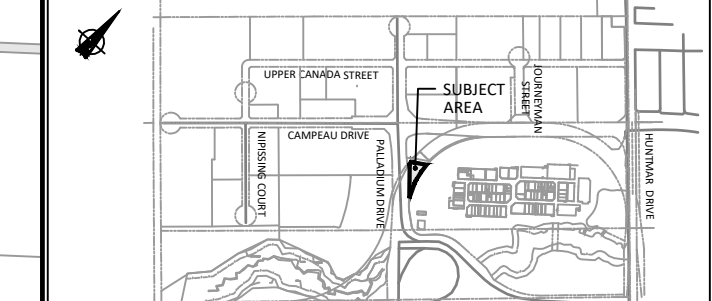 UPPER CANADA STREET
SUBJECT
AREA
JOURNEYMAN
STREET
CAMPEAU DRIVE
NIPISSING COURT
PALLADIUM DRIVE
HUNTMAR DRIVE